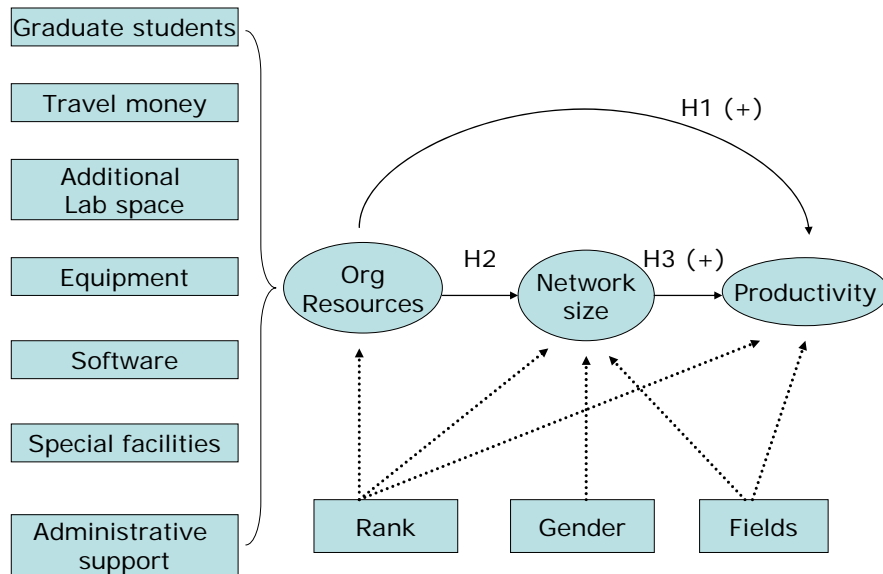 Graduate students
Travel money
Additional
Lab space
Equipment
Software
Special facilities
Administrative
support
H1 (+)
Org
Resources
H2
Network
size
H3 (+)
Productivity
Rank
Gender
Fields